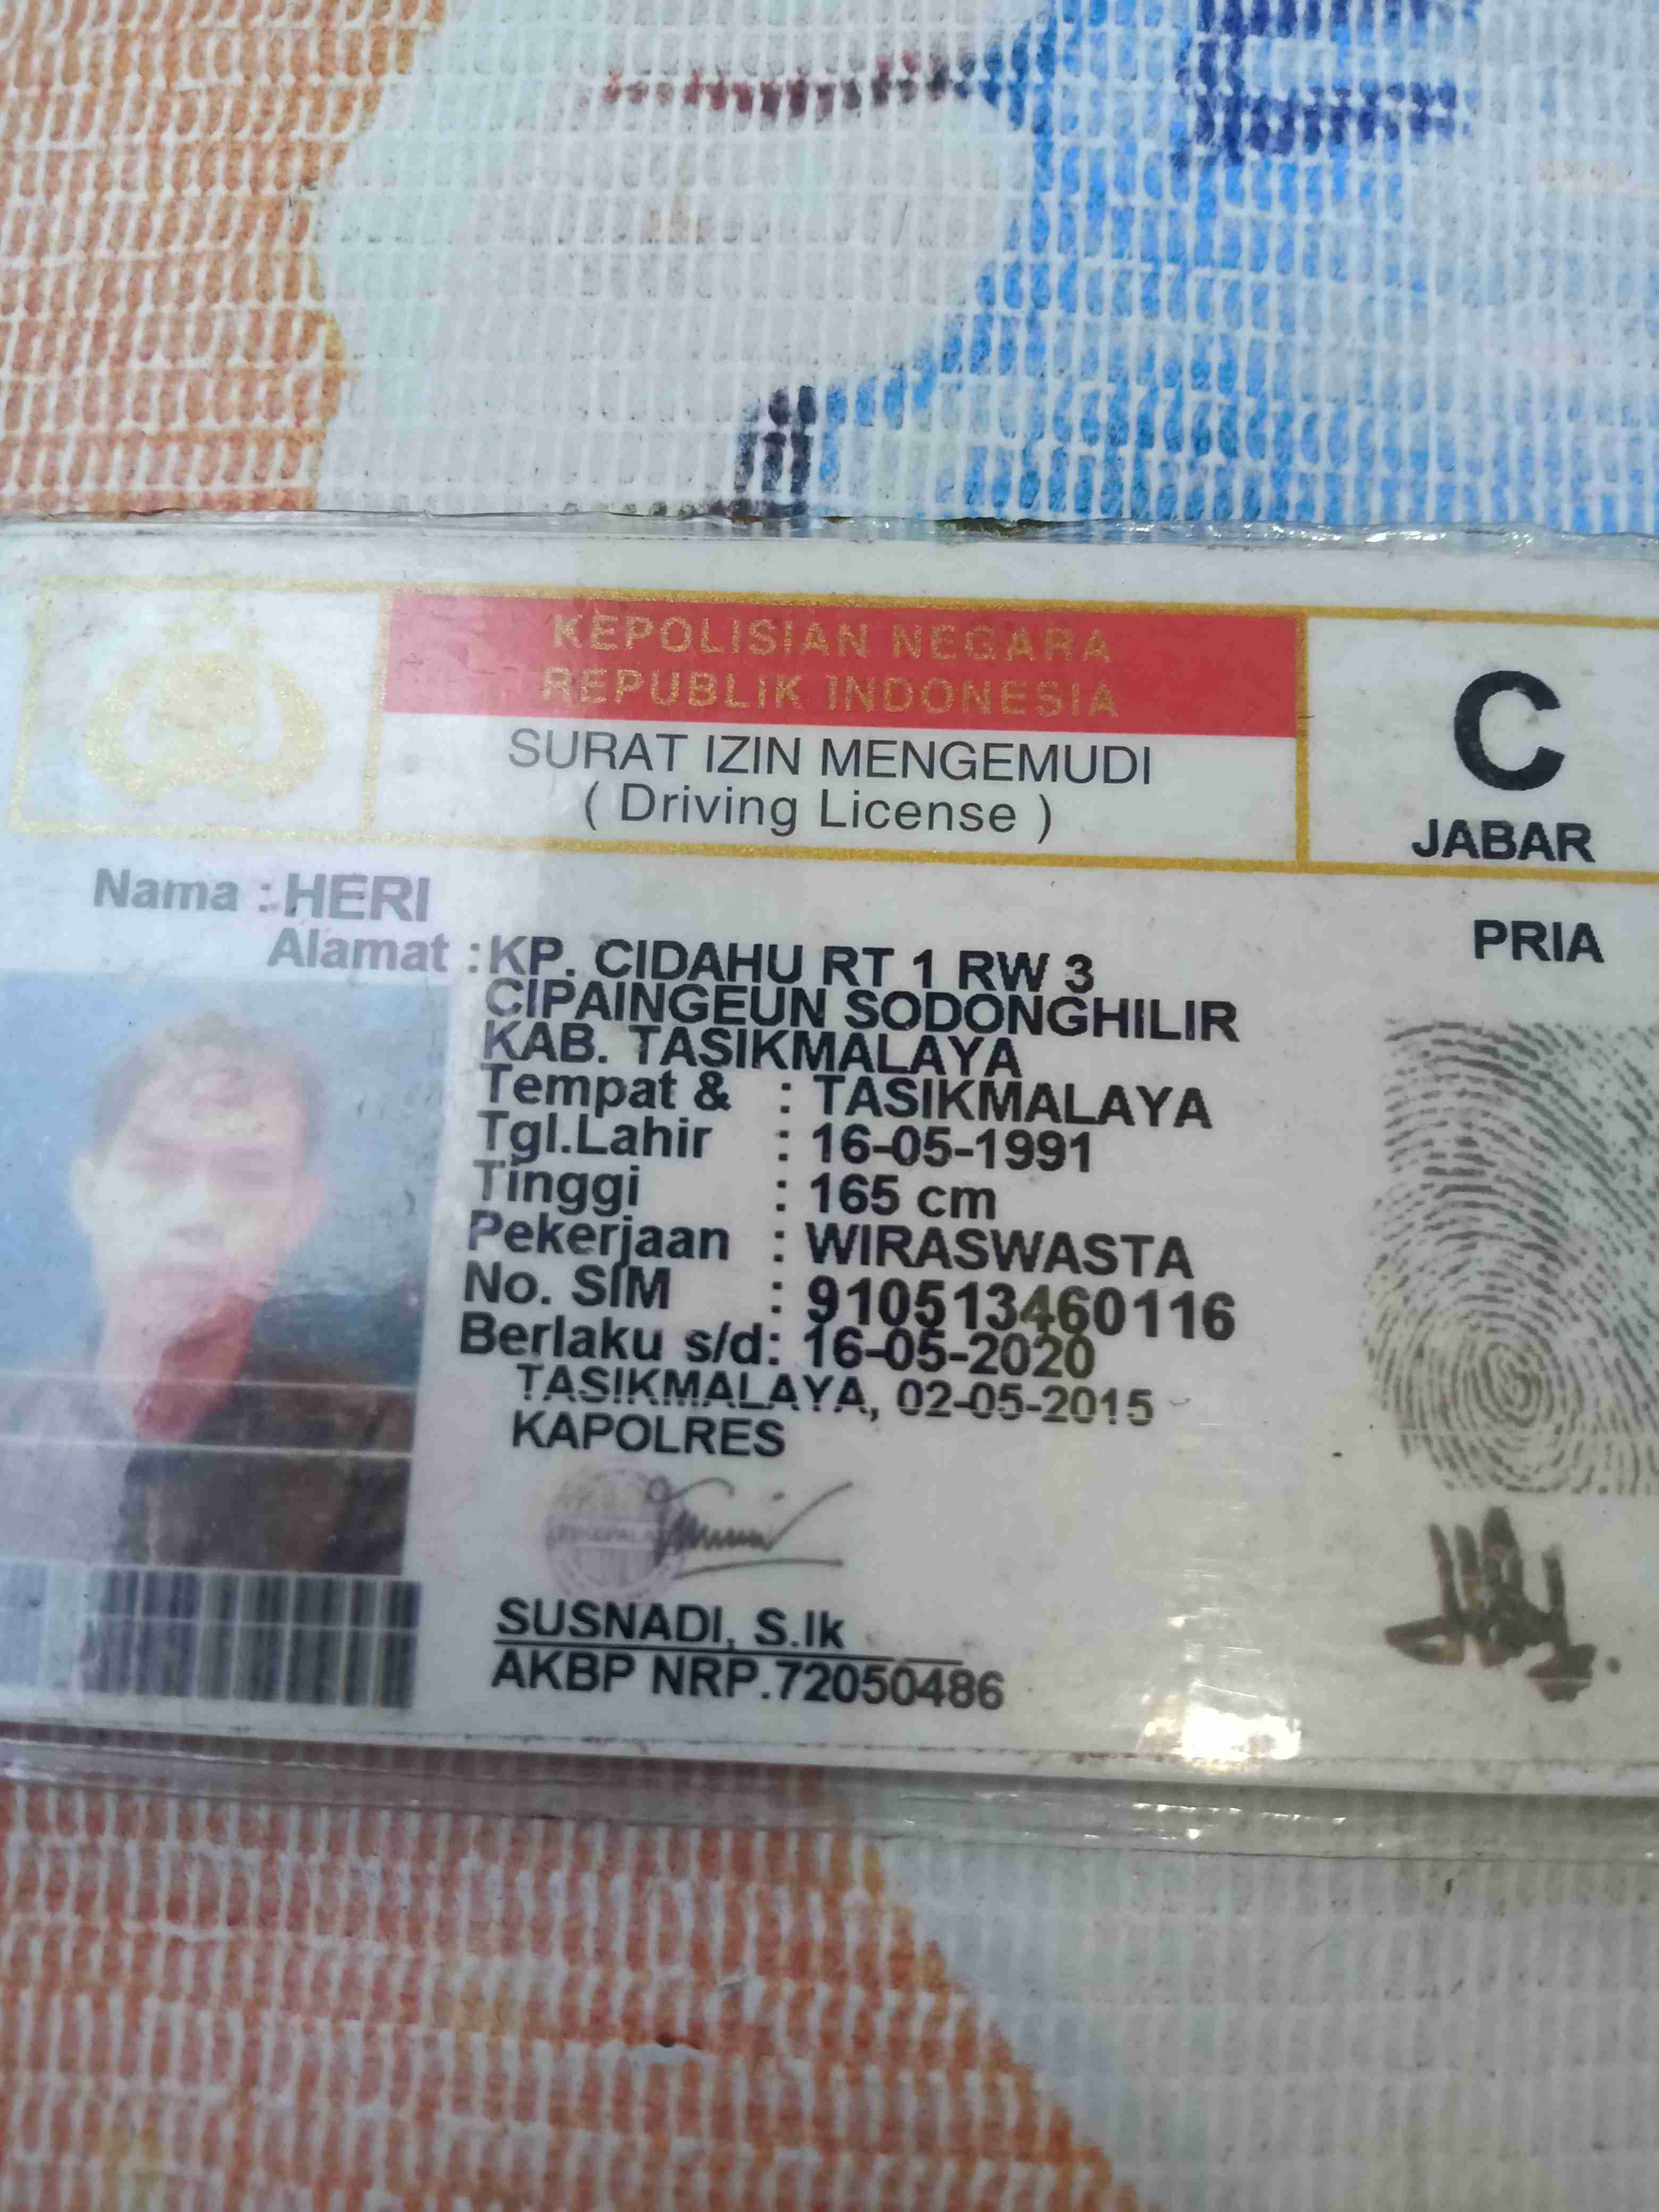 KEPOLISIAN NEGARA
REPUBLIK INDONESIA
SURAT IZIN MENGEMUDI
( Driving License )
C
JABAR
Nama : HERI
PRIA
Alamat : KP. CIDAHU RT 1 RW 3
CIPAINGEUN SODONGHILIR
KAB. TASIKMALAYA
Tempat & : TASIKMALAYA
Tgl.Lahir : 16-05-1991
Tinggi : 165 cm
Pekerjaan : WIRASWASTA
No. SIM : 910513460116
Berlaku s/d: 16-05-2020
TASIKMALAYA, 02-05-2015
KAPOLRES
SUSNADI, S.Ik
AKBP NRP.72050486